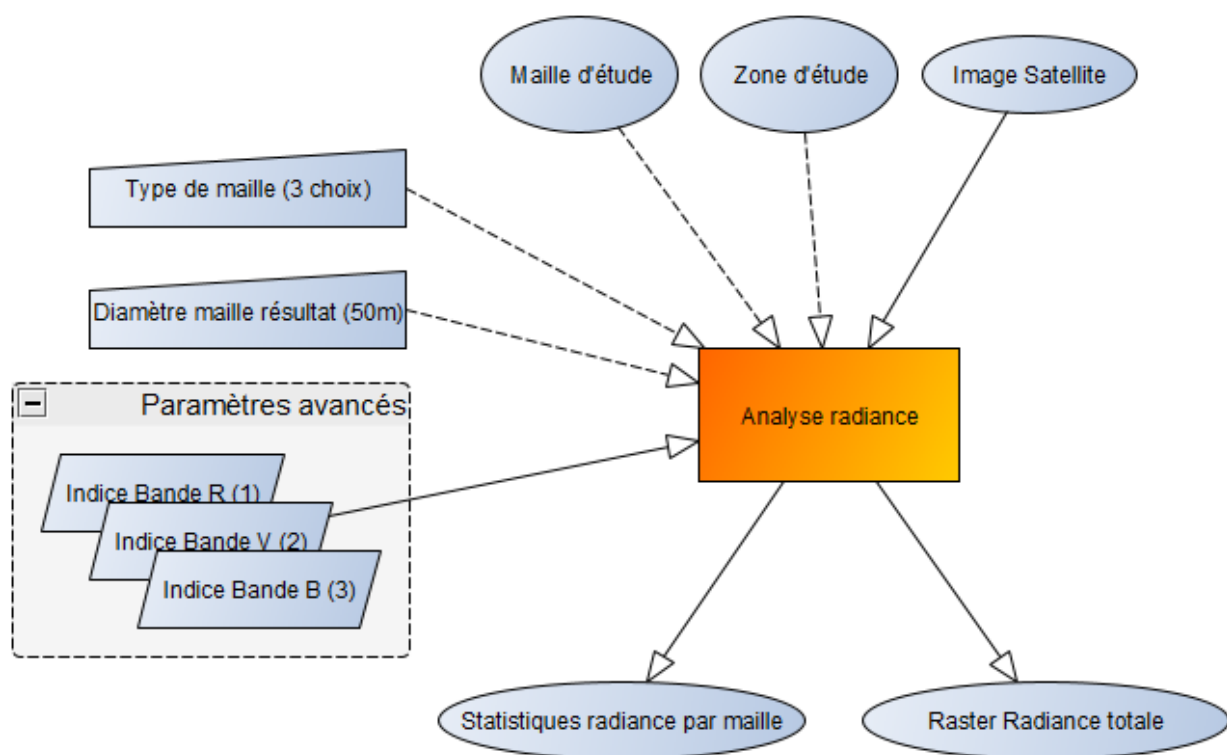 Maille d'étude
Zone d'étude
Image Satellite
Type de maille (3 choix)
Diamètre maille résultat (50m)
Paramètres avancés
Indice Bande R (1)
Indice Bande V (2)
Indice Bande B (3)
Analyse radiance
Statistiques radiance par maille
Raster Radiance totale